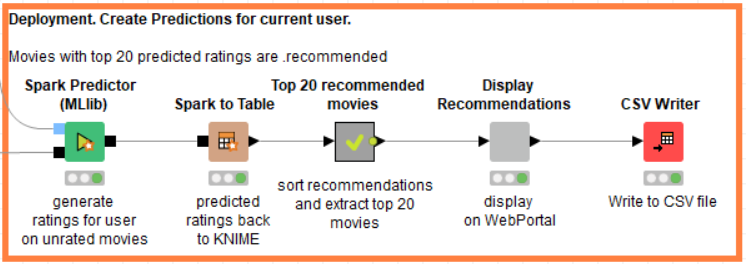 Deployment. Create Predictions for current user.
Movies with top 20 predicted ratings are .recommended
Spark Predictor
(MLlib)
Spark to Table
Top 20 recommended
movies
Display
Recommendations
CSV Writer
generate
ratings for user
on unrated movies
predicted
ratings back
to KNIME
sort recommendations
and extract top 20
movies
display
on WebPortal
Write to CSV file